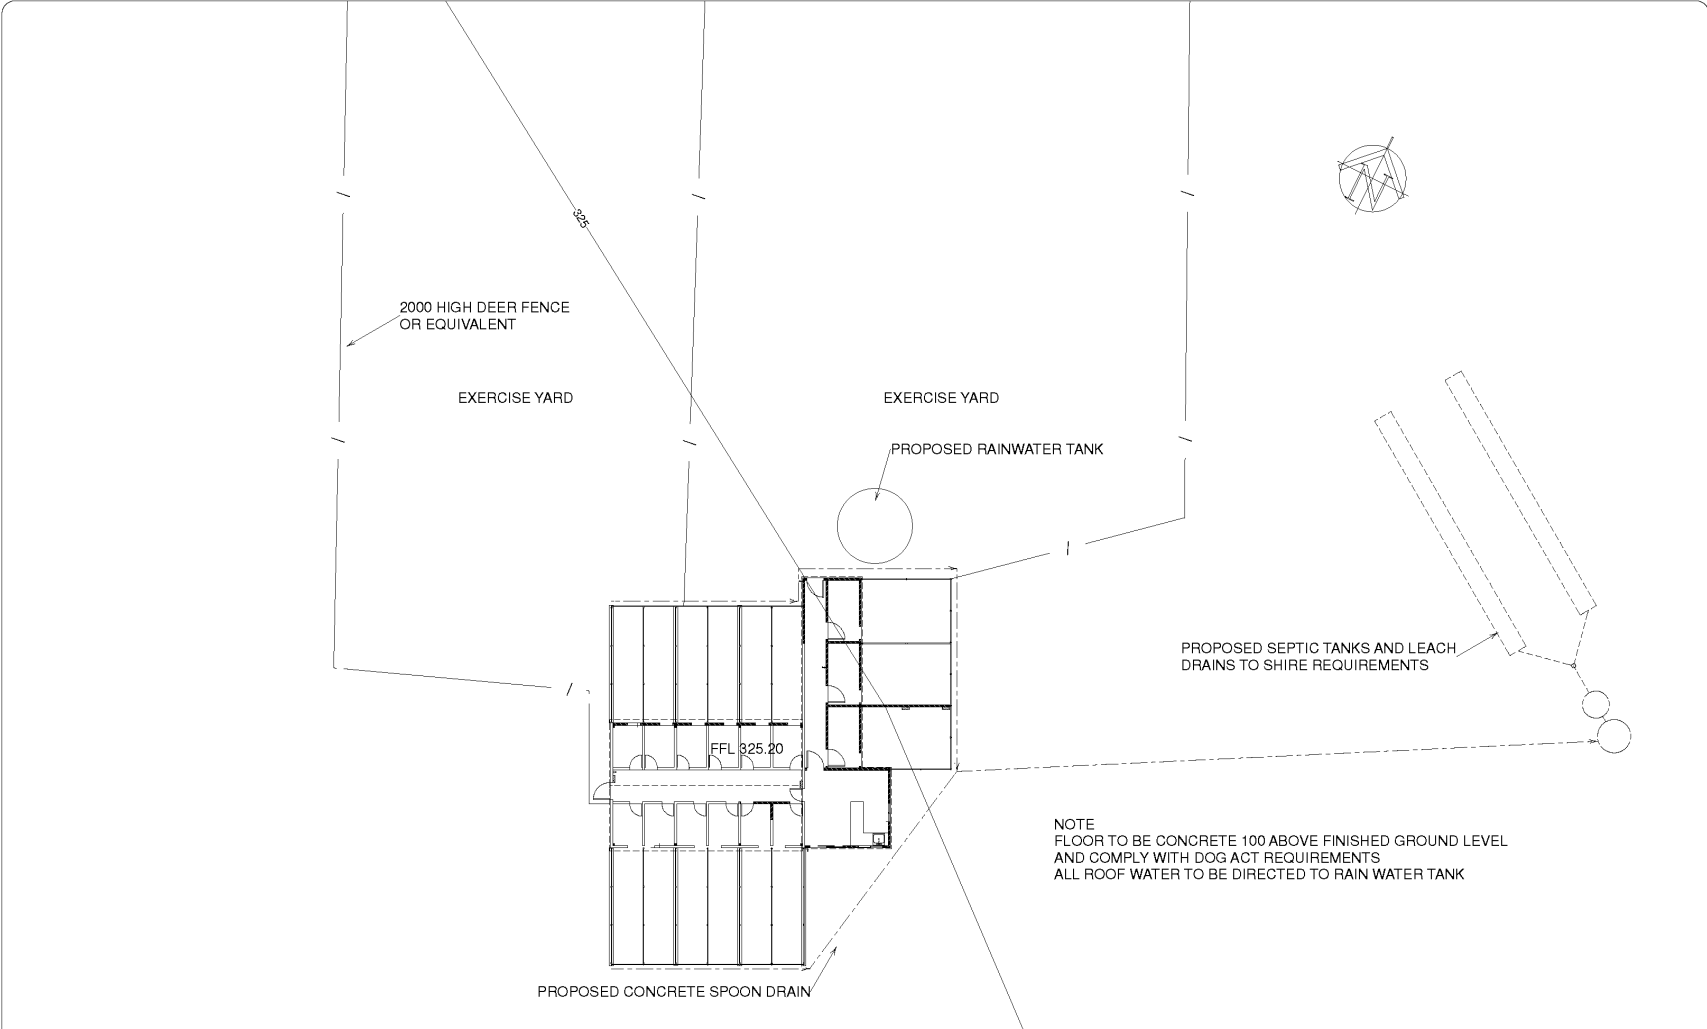 N
325
2000 HIGH DEER FENCE
OR EQUIVALENT
EXERCISE YARD
EXERCISE YARD
PROPOSED RAINWATER TANK
PROPOSED SEPTIC TANKS AND LEACH
DRAINS TO SHIRE REQUIREMENTS
FFL 325.20
NOTE
FLOOR TO BE CONCRETE 100 ABOVE FINISHED GROUND LEVEL
AND COMPLY WITH DOG ACT REQUIREMENTS
ALL ROOF WATER TO BE DIRECTED TO RAIN WATER TANK
PROPOSED CONCRETE SPOON DRAIN